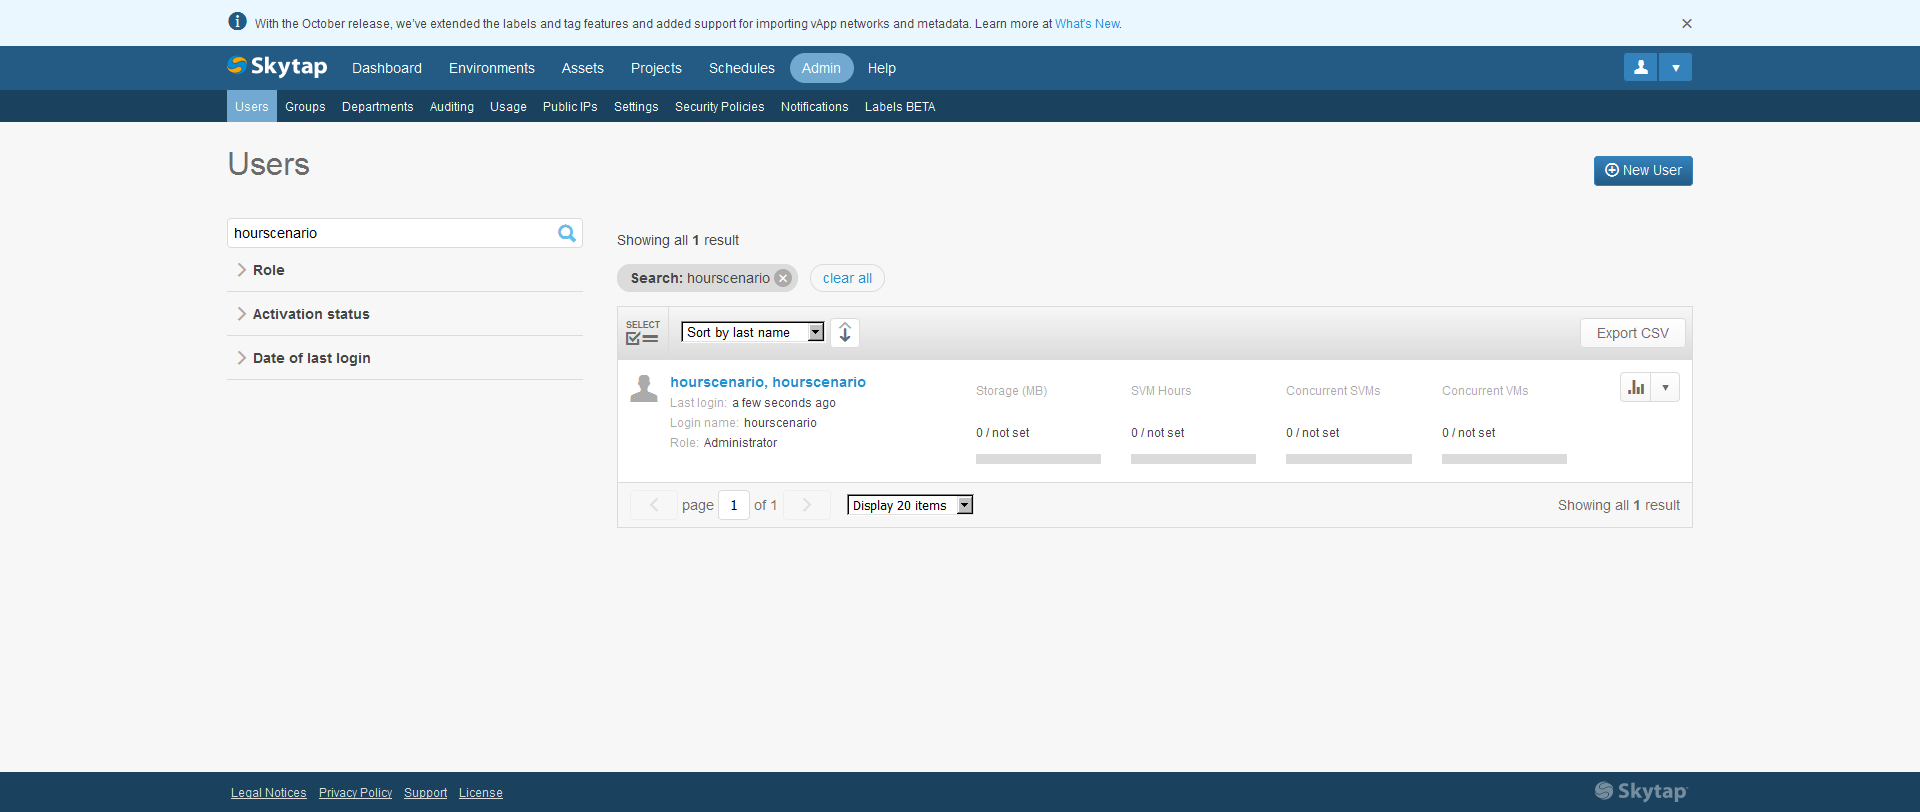 With the October release, we've extended the labels and tag features and added support for importing vApp networks and metadata. Learn more at What's New.
Skytap Dashboard Environments Assets Projects Schedules Admin Help
Users Groups Departments Auditing Usage Public IPs Settings Security Policies Notifications Labels BETA
Users
New User
hourscenario
Role
Activation status
Date of last login
Showing all 1 result
Search: hourscenario clear all
SELECT Sort by last name Export CSV
hourscenario, hourscenario
Last login: a few seconds ago
Login name: hourscenario
Role: Administrator
Storage (MB) SVM Hours Concurrent SVMs Concurrent VMs
0 / not set 0 / not set 0 / not set 0 / not set
page 1 of 1 Display 20 items Showing all 1 result
Legal Notices Privacy Policy Support License Skytap